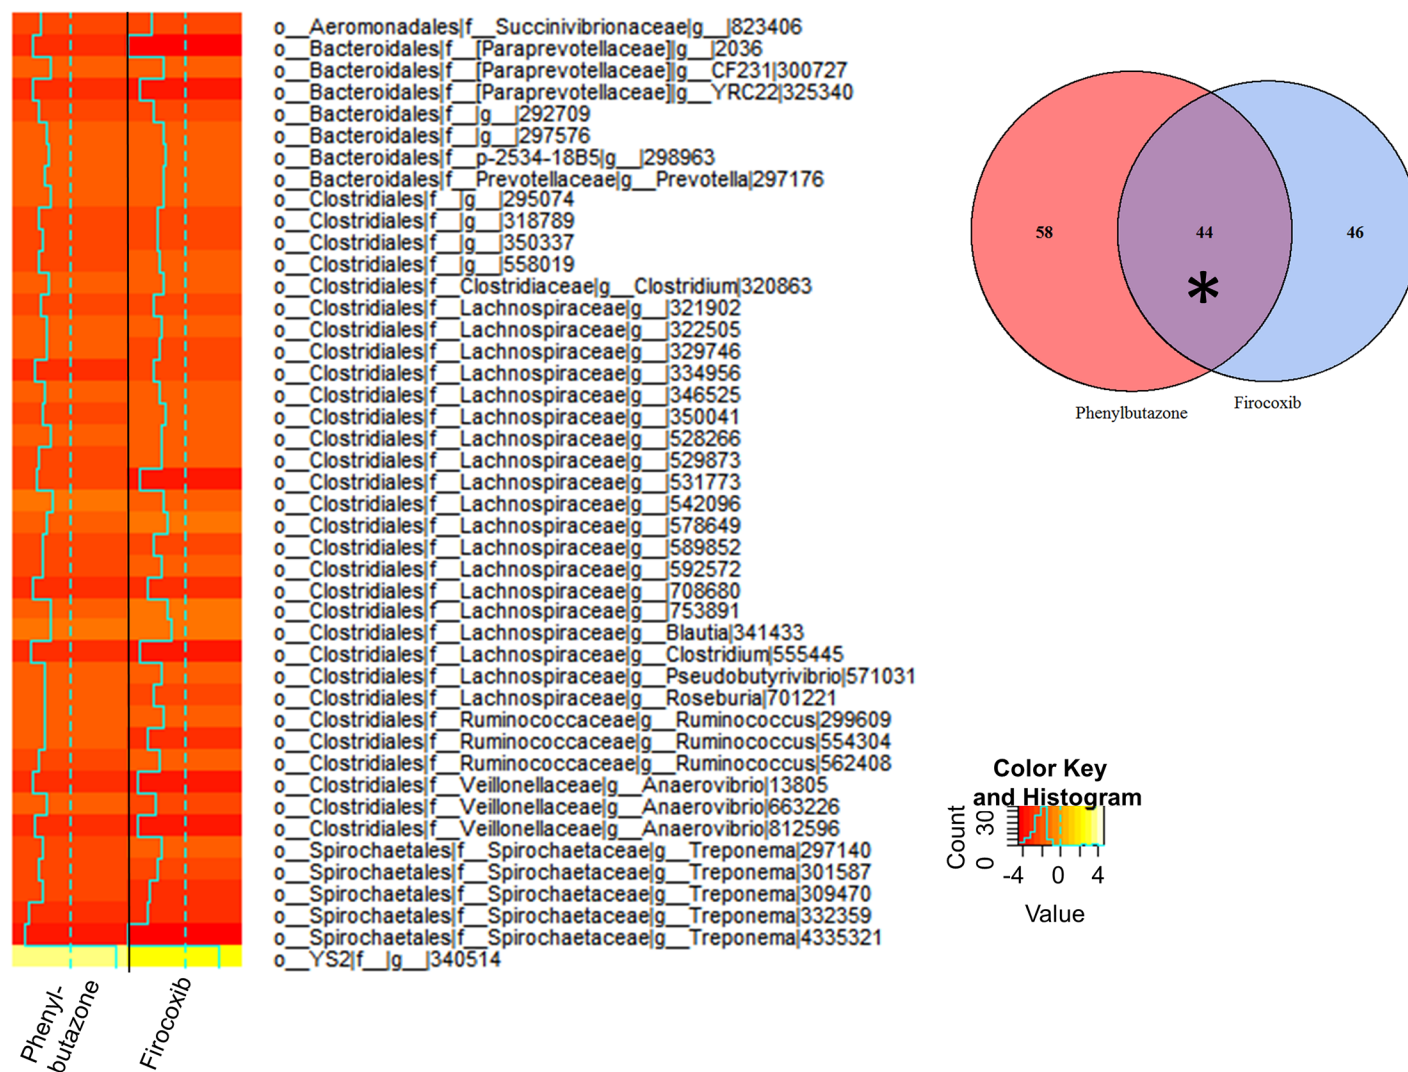 o__Aeromonadales|f__Succinivibrionaceae|g__|823406
o__Bacteroidales|f__[Paraprevotellaceae]|g__|2036
o__Bacteroidales|f__[Paraprevotellaceae]|g__CF231|300727
o__Bacteroidales|f__[Paraprevotellaceae]|g__YRC22|325340
o__Bacteroidales|f__|g__|292709
o__Bacteroidales|f__|g__|297576
o__Bacteroidales|f__p-2534-18B5|g__|298963
o__Bacteroidales|f__Prevotellaceae|g__Prevotella|297176
o__Clostridiales|f__|g__|295074
o__Clostridiales|f__|g__|318789
o__Clostridiales|f__|g__|350337
o__Clostridiales|f__|g__|558019
o__Clostridiales|f__Clostridiaceae|g__Clostridium|320863
o__Clostridiales|f__Lachnospiraceae|g__|321902
o__Clostridiales|f__Lachnospiraceae|g__|322505
o__Clostridiales|f__Lachnospiraceae|g__|329746
o__Clostridiales|f__Lachnospiraceae|g__|334956
o__Clostridiales|f__Lachnospiraceae|g__|346525
o__Clostridiales|f__Lachnospiraceae|g__|350041
o__Clostridiales|f__Lachnospiraceae|g__|528266
o__Clostridiales|f__Lachnospiraceae|g__|529873
o__Clostridiales|f__Lachnospiraceae|g__|531773
o__Clostridiales|f__Lachnospiraceae|g__|542096
o__Clostridiales|f__Lachnospiraceae|g__|578649
o__Clostridiales|f__Lachnospiraceae|g__|589852
o__Clostridiales|f__Lachnospiraceae|g__|592572
o__Clostridiales|f__Lachnospiraceae|g__|708680
o__Clostridiales|f__Lachnospiraceae|g__|753891
o__Clostridiales|f__Lachnospiraceae|g__Blautia|341433
o__Clostridiales|f__Lachnospiraceae|g__Clostridium|555445
o__Clostridiales|f__Lachnospiraceae|g__Pseudobutyrivibrio|571031
o__Clostridiales|f__Lachnospiraceae|g__Roseburia|701221
o__Clostridiales|f__Ruminococcaceae|g__Ruminococcus|299609
o__Clostridiales|f__Ruminococcaceae|g__Ruminococcus|554304
o__Clostridiales|f__Ruminococcaceae|g__Ruminococcus|562408
o__Clostridiales|f__Veillonellaceae|g__Anaerovibrio|13805
o__Clostridiales|f__Veillonellaceae|g__Anaerovibrio|663226
o__Clostridiales|f__Veillonellaceae|g__Anaerovibrio|812596
o__Spirochaetales|f__Spirochaetaceae|g__Treponema|297140
o__Spirochaetales|f__Spirochaetaceae|g__Treponema|301587
o__Spirochaetales|f__Spirochaetaceae|g__Treponema|309470
o__Spirochaetales|f__Spirochaetaceae|g__Treponema|332359
o__Spirochaetales|f__Spirochaetaceae|g__Treponema|4335321
o__YS2|f__|g__|340514
Phenyl-
butazone
Firocoxib
58
44
46
*
Phenylbutazone
Firocoxib
Color Key
and Histogram
Count
0 30
-4 0 4
Value